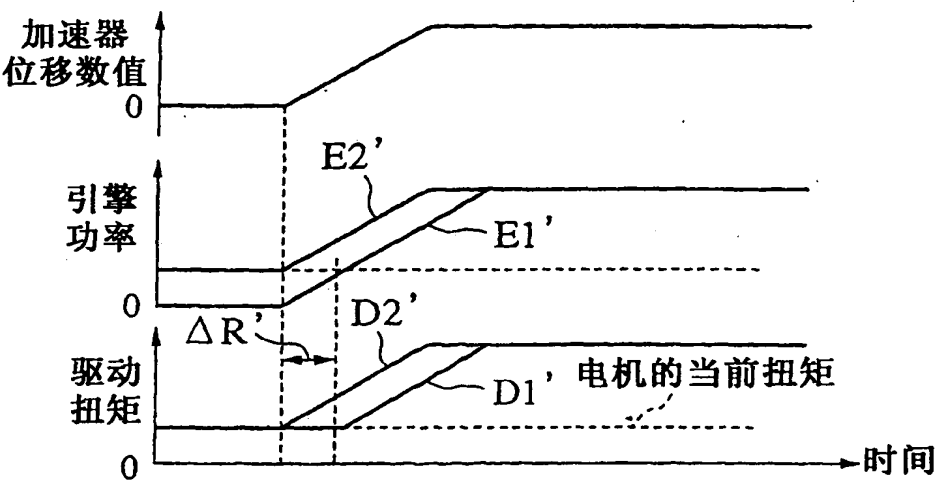 加速器
位移数值
0
E2’
引擎
功率
E1’
0
△R’
D2’
驱动
扭矩
D1’
电机的当前扭矩
0
时间